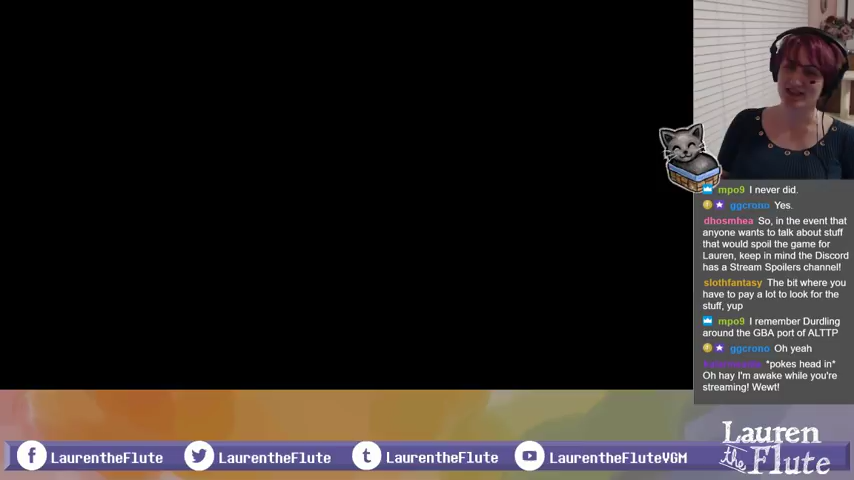 mpo9 I never did.
ggcrono Yes.
dhosmhea So, in the event that
anyone wants to talk about stuff
that would spoil the game for
Lauren, keep in mind the Discord
has a Stream Spoilers channel!
slothfantasy The bit where you
have to pay a lot to look for the
stuff, yup
mpo9 I remember Durdling
around the GBA port of ALTTP
ggcrono Oh yeah
*pokes head in*
Oh hay I'm awake while you're
streaming! Wewt!
Lauren
the Flute
LaurentheFlute
LaurentheFlute
LaurentheFlute
LaurentheFluteVGM